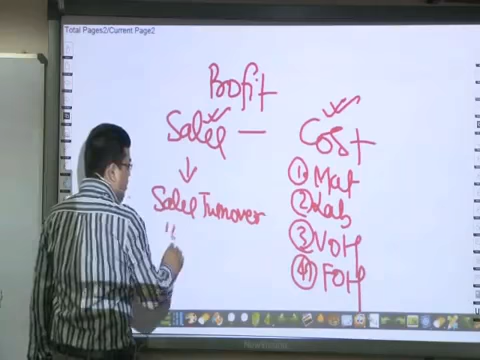 Total Pages2/Current Page2
Profit
Sales — Cost
Sales Turnover
① Mat
② Lab
③ VOH
④ FOH